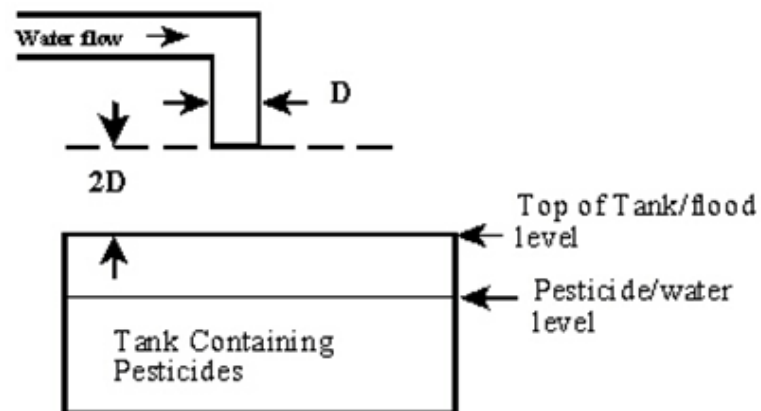 Water flow
D
2D
Top of Tank/flood
level
Pesticide/water
level
Tank Containing
Pesticides